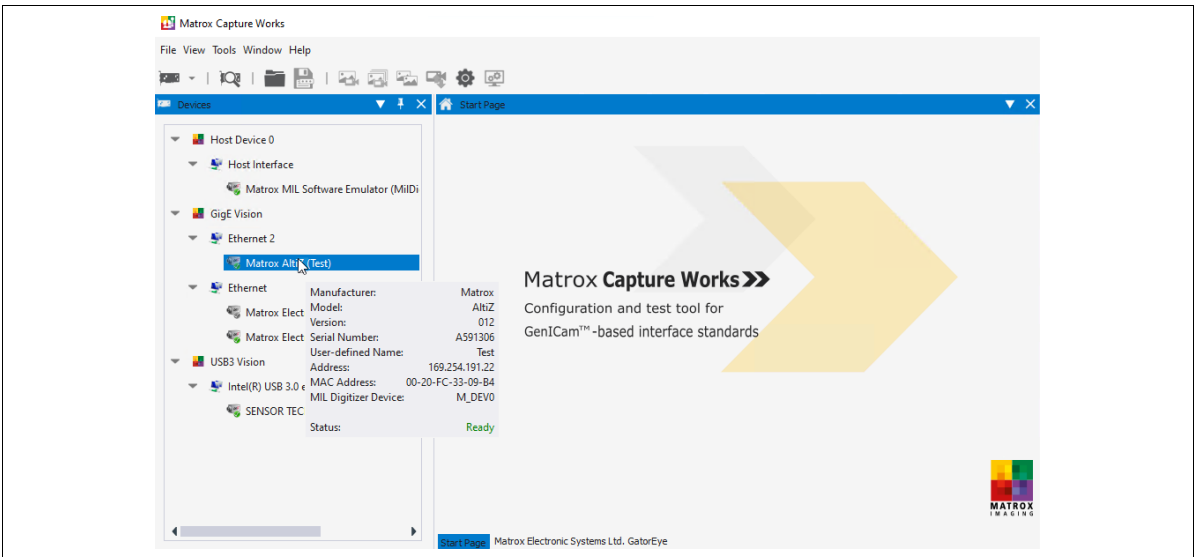 Matrox Capture Works
File View Tools Window Help
Devices
Start Page
Host Device 0
Host Interface
Matrox MIL Software Emulator (MilDi
GigE Vision
Ethernet 2
Matrox AltiZ (Test)
Ethernet
Matrox Elect
Matrox Elect
USB3 Vision
Intel(R) USB 3.0 e
SENSOR TEC
Manufacturer: Matrox
Model: AltiZ
Version: 012
Serial Number: A591306
User-defined Name: Test
Address: 169.254.191.22
MAC Address: 00-20-FC-33-09-B4
MIL Digitizer Device: M_DEV0
Status: Ready
Matrox Capture Works
Configuration and test tool for
GenICam™-based interface standards
MATROX
IMAGING
Start Page Matrox Electronic Systems Ltd. GatorEye